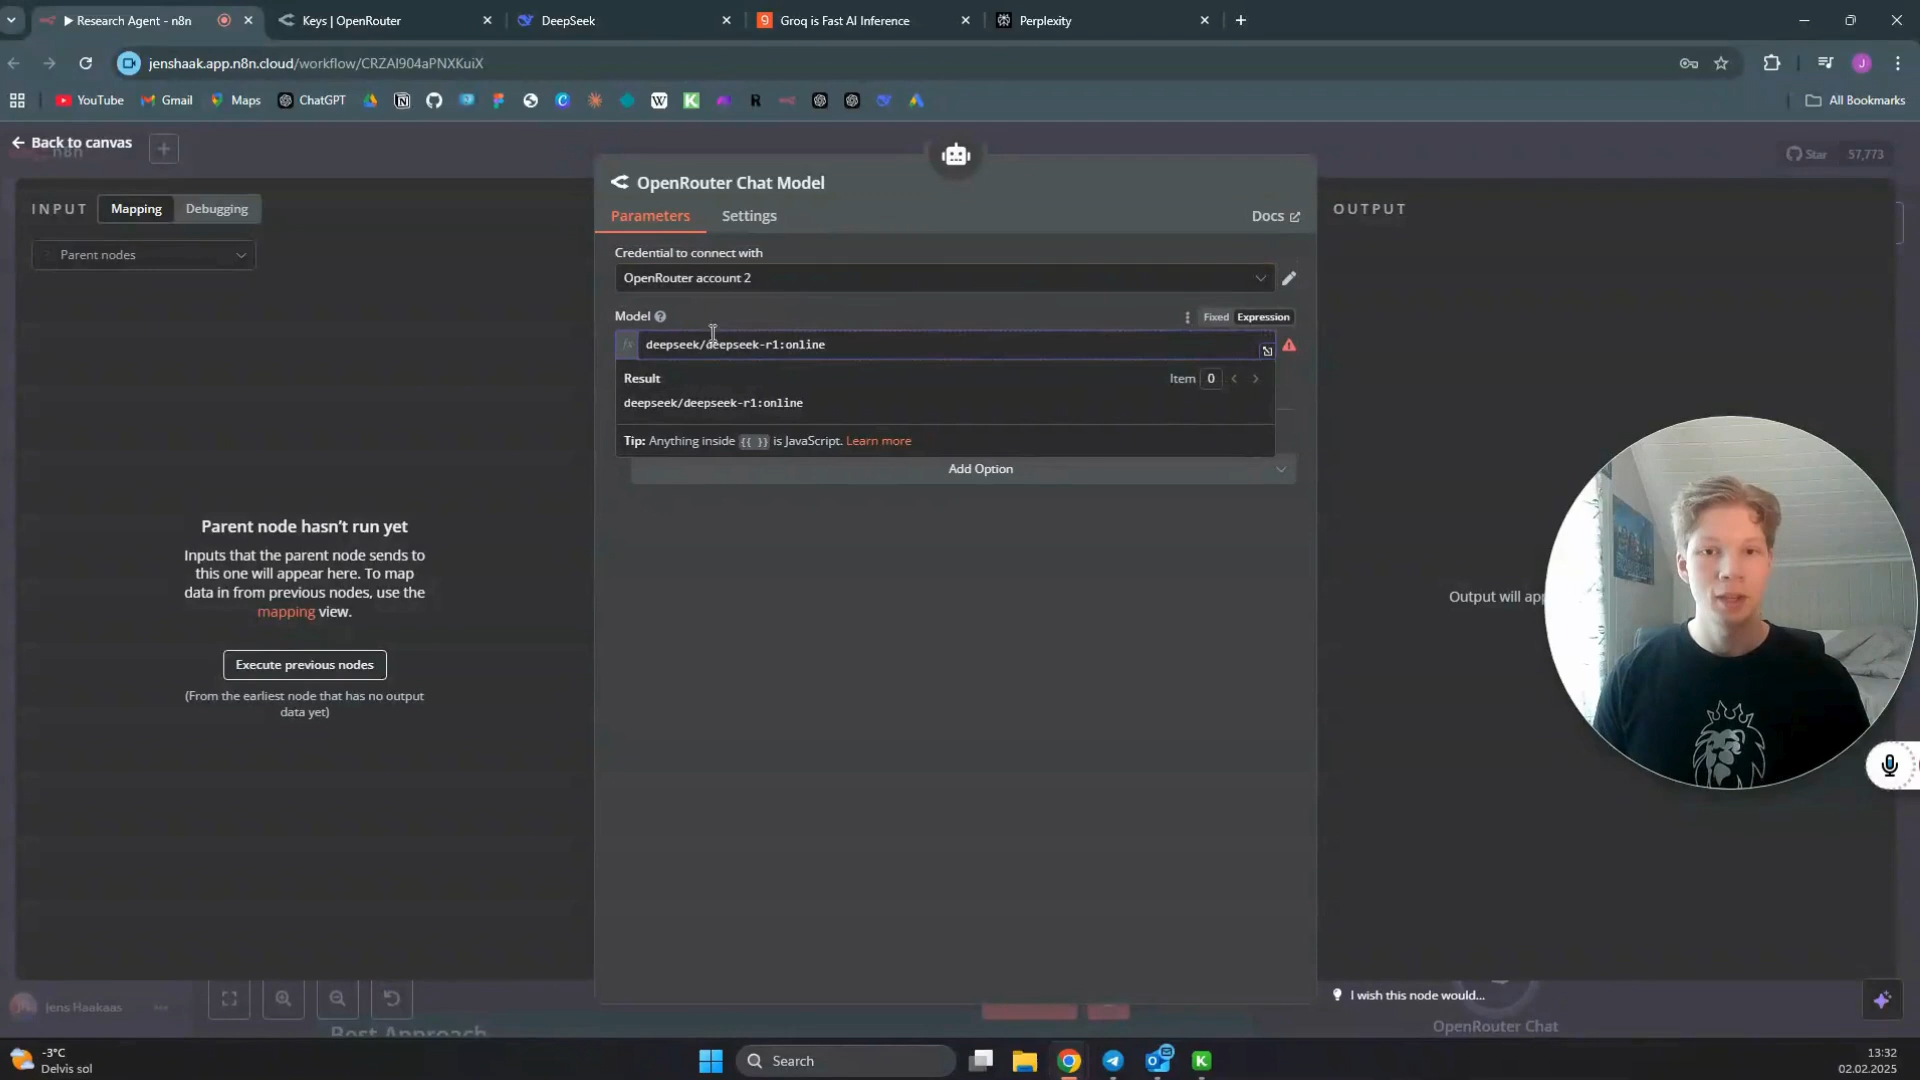 Research Agent - n8n
Keys | OpenRouter
DeepSeek
Groq is Fast AI Inference
Perplexity
jenshaak.app.n8n.cloud/workflow/CRZAI904aPNXKuiX
YouTube
Gmail
Maps
ChatGPT
All Bookmarks
Back to canvas
n8n
Star 57,773
INPUT
Mapping
Debugging
Parent nodes
Parent node hasn't run yet
Inputs that the parent node sends to
this one will appear here. To map
data in from previous nodes, use the
mapping view.
Execute previous nodes
(From the earliest node that has no output
data yet)
OpenRouter Chat Model
Parameters
Settings
Docs
Credential to connect with
OpenRouter account 2
Model
Fixed
Expression
fx
deepseek/deepseek-r1:online
Result
Item 0
deepseek/deepseek-r1:online
Tip: Anything inside {{ }} is JavaScript. Learn more
Add Option
OUTPUT
Output will app
I wish this node would...
OpenRouter Chat
Jens Haakaas
Best Approach
-3°C
Delvis sol
Search
13:32
02.02.2025